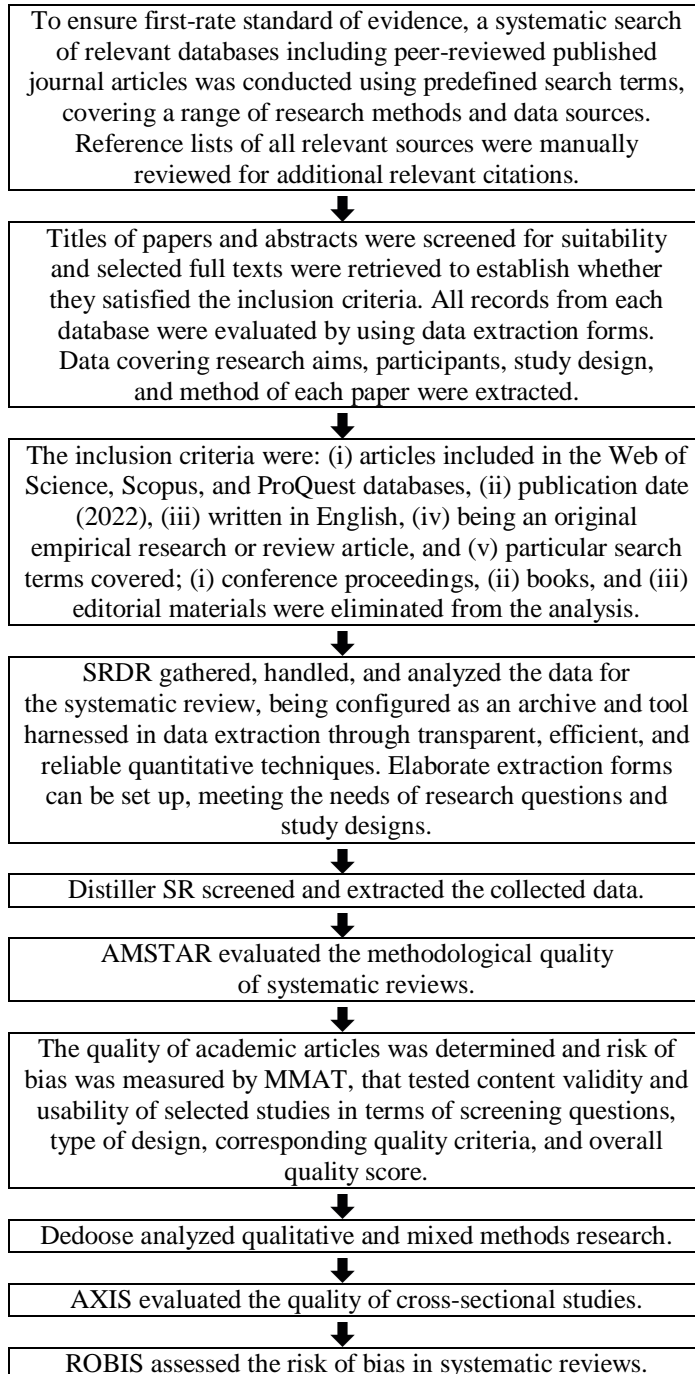 To ensure first-rate standard of evidence, a systematic search
of relevant databases including peer-reviewed published
journal articles was conducted using predefined search terms,
covering a range of research methods and data sources.
Reference lists of all relevant sources were manually
reviewed for additional relevant citations.
Titles of papers and abstracts were screened for suitability
and selected full texts were retrieved to establish whether
they satisfied the inclusion criteria. All records from each
database were evaluated by using data extraction forms.
Data covering research aims, participants, study design,
and method of each paper were extracted.
The inclusion criteria were: (i) articles included in the Web of
Science, Scopus, and ProQuest databases, (ii) publication date
(2022), (iii) written in English, (iv) being an original
empirical research or review article, and (v) particular search
terms covered; (i) conference proceedings, (ii) books, and (iii)
editorial materials were eliminated from the analysis.
SRDR gathered, handled, and analyzed the data for
the systematic review, being configured as an archive and tool
harnessed in data extraction through transparent, efficient, and
reliable quantitative techniques. Elaborate extraction forms
can be set up, meeting the needs of research questions and
study designs.
Distiller SR screened and extracted the collected data.
AMSTAR evaluated the methodological quality
of systematic reviews.
The quality of academic articles was determined and risk of
bias was measured by MMAT, that tested content validity and
usability of selected studies in terms of screening questions,
type of design, corresponding quality criteria, and overall
quality score.
Dedoose analyzed qualitative and mixed methods research.
AXIS evaluated the quality of cross-sectional studies.
ROBIS assessed the risk of bias in systematic reviews.